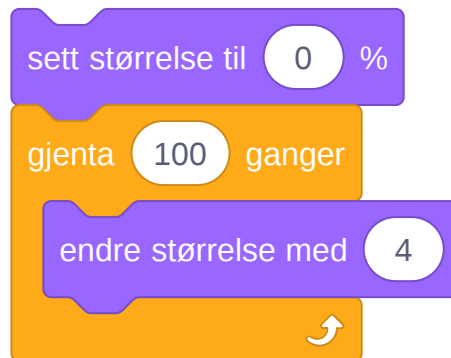 sett størrelse til 0 %
gjenta 100 ganger
endre størrelse med 4